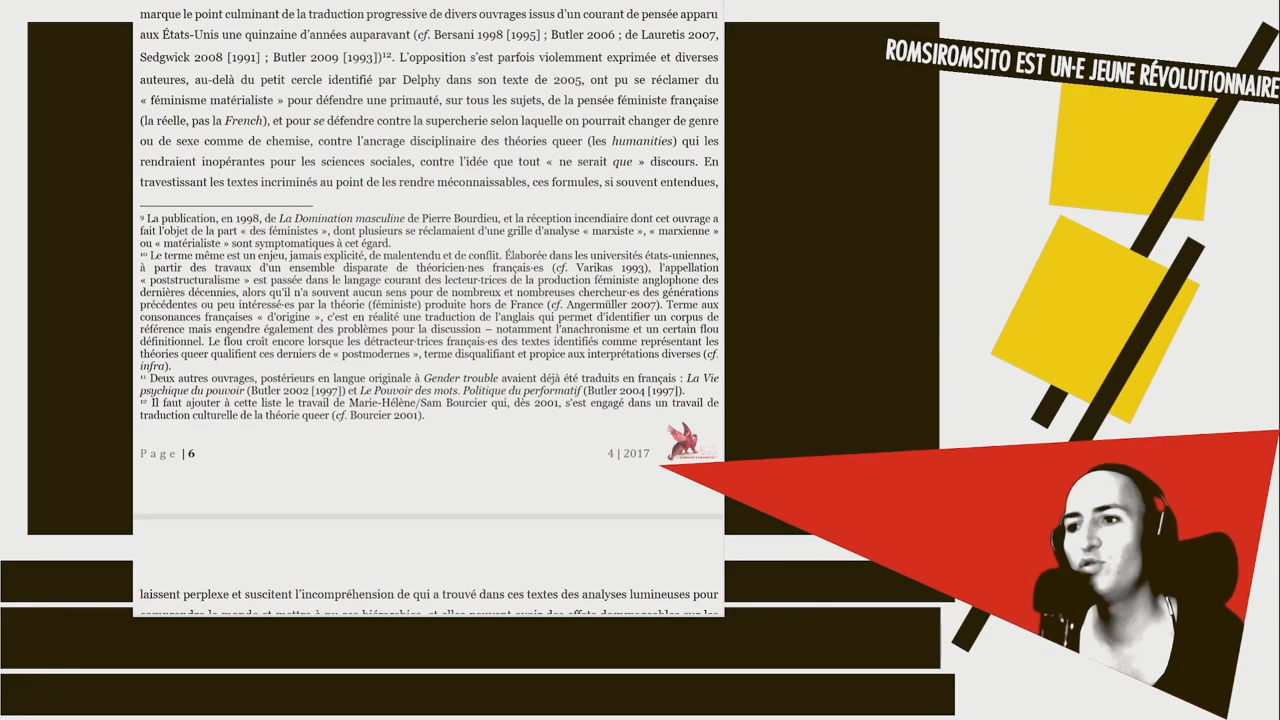 marque le point culminant de la traduction progressive de divers ouvrages issus d'un courant de pensée apparu
aux États-Unis une quinzaine d'années auparavant (cf. Bersani 1998 [1995] ; Butler 2006 ; de Lauretis 2007,
Sedgwick 2008 [1991] ; Butler 2009 [1993])¹². L'opposition s'est parfois violemment exprimée et diverses
auteures, au-delà du petit cercle identifié par Delphy dans son texte de 2005, ont pu se réclamer du
« féminisme matérialiste » pour défendre une primauté, sur tous les sujets, de la pensée féministe française
(la réelle, pas la French), et pour se défendre contre la supercherie selon laquelle on pourrait changer de genre
ou de sexe comme de chemise, contre l'ancrage disciplinaire des théories queer (les humanities) qui les
rendraient inopérantes pour les sciences sociales, contre l'idée que tout « ne serait que » discours. En
travestissant les textes incriminés au point de les rendre méconnaissables, ces formules, si souvent entendues,
⁹ La publication, en 1998, de La Domination masculine de Pierre Bourdieu, et la réception incendiaire dont cet ouvrage a
fait l'objet de la part « des féministes », dont plusieurs se réclamaient d'une grille d'analyse « marxiste », « marxienne »
ou « matérialiste » sont symptomatiques à cet égard.
¹⁰ Le terme même est un enjeu, jamais explicité, de malentendu et de conflit. Élaborée dans les universités états-uniennes,
à partir des travaux d'un ensemble disparate de théoricien·nes français·es (cf. Varikas 1993), l'appellation
« poststructuralisme » est passée dans le langage courant des lecteur·trices de la production féministe anglophone des
dernières décennies, alors qu'il n'a souvent aucun sens pour de nombreux et nombreuses chercheur·es des générations
précédentes ou peu intéressé·es par la théorie (féministe) produite hors de France (cf. Angermüller 2007). Terme aux
consonances françaises « d'origine », c'est en réalité une traduction de l'anglais qui permet d'identifier un corpus de
référence mais engendre également des problèmes pour la discussion – notamment l'anachronisme et un certain flou
définitionnel. Le flou croît encore lorsque les détracteur·trices français·es des textes identifiés comme représentant les
théories queer qualifient ces derniers de « postmodernes », terme disqualifiant et propice aux interprétations diverses (cf.
infra).
¹¹ Deux autres ouvrages, postérieurs en langue originale à Gender trouble avaient déjà été traduits en français : La Vie
psychique du pouvoir (Butler 2002 [1997]) et Le Pouvoir des mots. Politique du performatif (Butler 2004 [1997]).
¹² Il faut ajouter à cette liste le travail de Marie-Hélène/Sam Bourcier qui, dès 2001, s'est engagé dans un travail de
traduction culturelle de la théorie queer (cf. Bourcier 2001).
Page | 6
4 | 2017
laissent perplexe et suscitent l'incompréhension de qui a trouvé dans ces textes des analyses lumineuses pour
ROMSIROMSITO EST UN·E JEUNE RÉVOLUTIONNAIRE